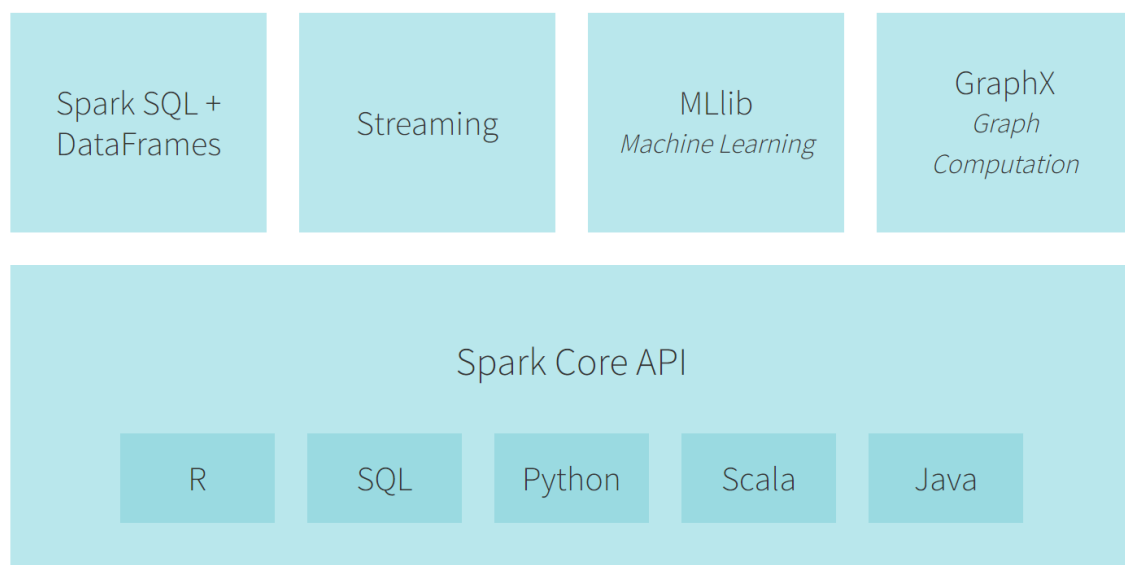 Spark SQL +
DataFrames
Streaming
MLlib
Machine Learning
GraphX
Graph
Computation
Spark Core API
R
SQL
Python
Scala
Java